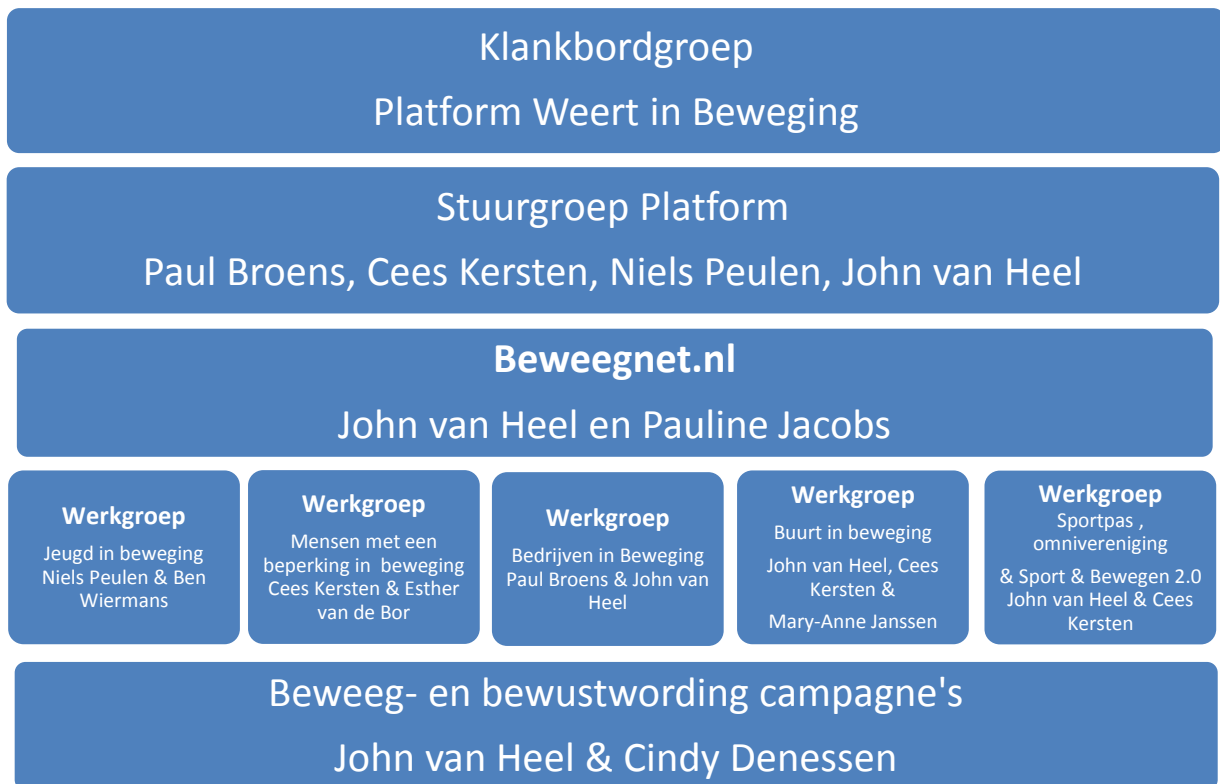 Klankbordgroep
Platform Weert in Beweging
Stuurgroep Platform
Paul Broens, Cees Kersten, Niels Peulen, John van Heel
Beweegnet.nl
John van Heel en Pauline Jacobs
Werkgroep
Jeugd in beweging
Niels Peulen & Ben
Wiermans
Werkgroep
Mensen met een
beperking in beweging
Cees Kersten & Esther
van de Bor
Werkgroep
Bedrijven in Beweging
Paul Broens & John van
Heel
Werkgroep
Buurt in beweging
John van Heel, Cees
Kersten &
Mary-Anne Janssen
Werkgroep
Sportpas ,
omnivereniging
& Sport & Bewegen 2.0
John van Heel & Cees
Kersten
Beweeg- en bewustwording campagne's
John van Heel & Cindy Denessen